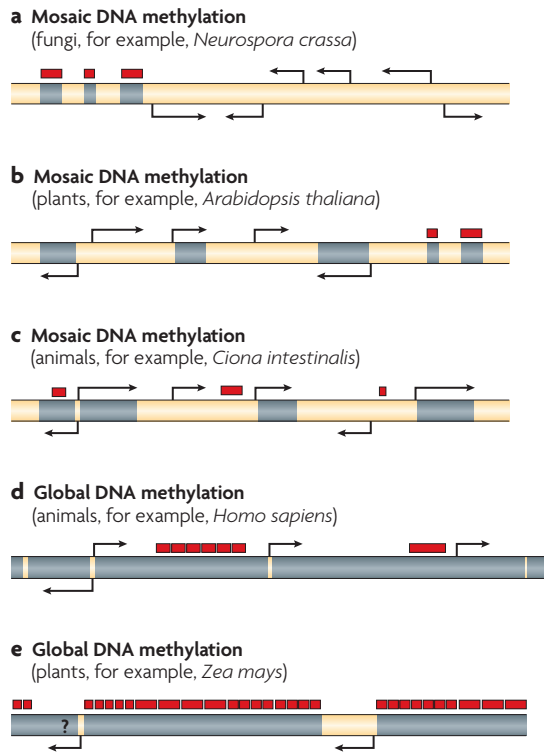 a Mosaic DNA methylation
(fungi, for example, Neurospora crassa)
b Mosaic DNA methylation
(plants, for example, Arabidopsis thaliana)
c Mosaic DNA methylation
(animals, for example, Ciona intestinalis)
d Global DNA methylation
(animals, for example, Homo sapiens)
e Global DNA methylation
(plants, for example, Zea mays)
?